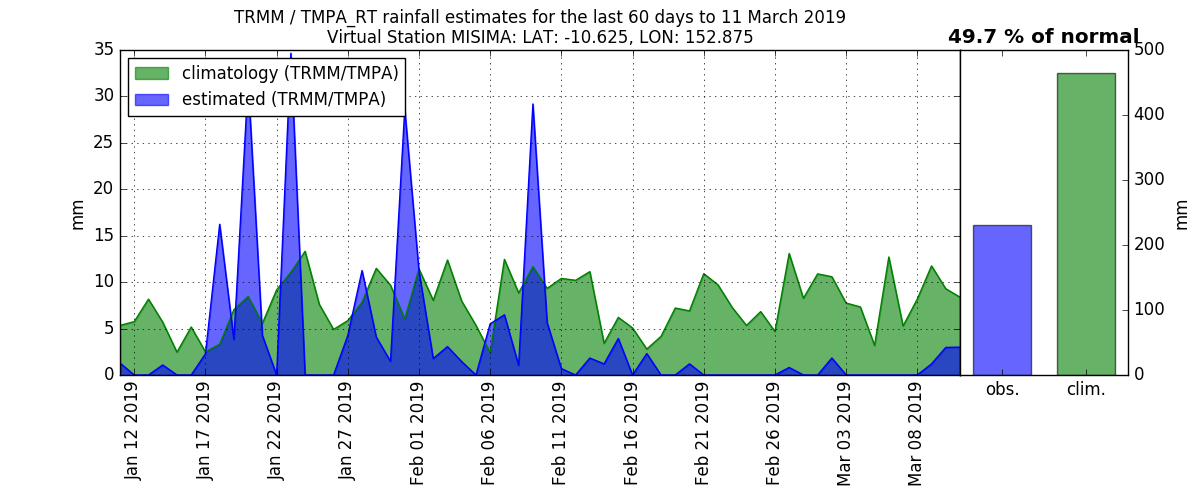 TRMM / TMPA_RT rainfall estimates for the last 60 days to 11 March 2019
Virtual Station MISIMA: LAT: -10.625, LON: 152.875
49.7 % of normal
climatology (TRMM/TMPA)
estimated (TRMM/TMPA)
35
30
25
20
15
10
5
0
mm
Jan 12 2019
Jan 17 2019
Jan 22 2019
Jan 27 2019
Feb 01 2019
Feb 06 2019
Feb 11 2019
Feb 16 2019
Feb 21 2019
Feb 26 2019
Mar 03 2019
Mar 08 2019
obs.
clim.
500
400
300
200
100
0
mm